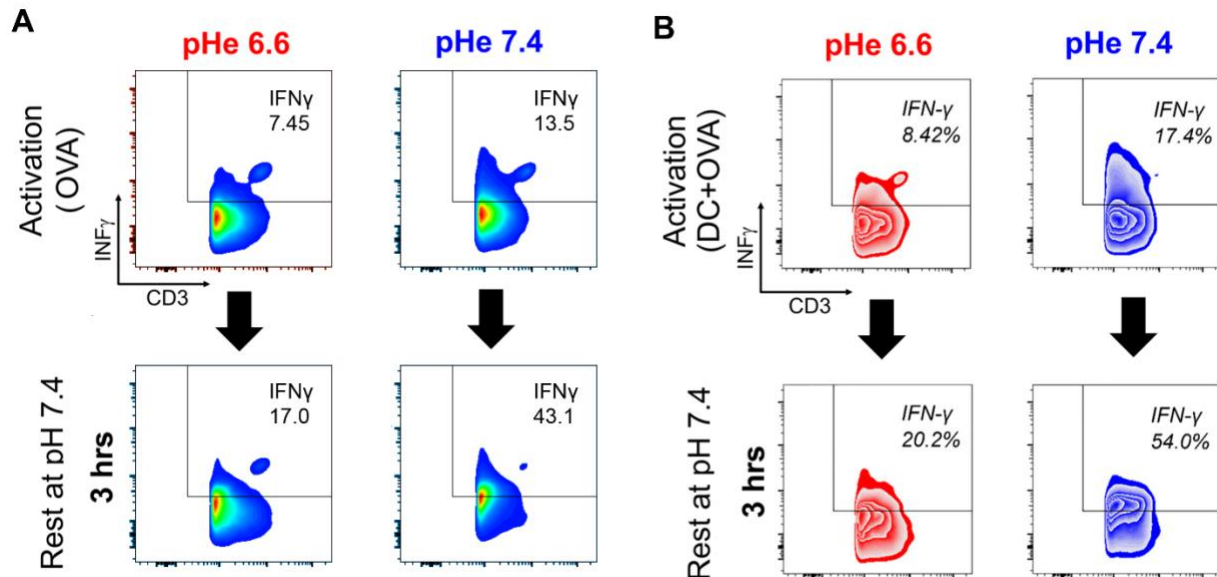 A
pHe 6.6
pHe 7.4
Activation
(OVA)
IFNγ
7.45
IFNγ
13.5
INFγ
CD3
Rest at pH 7.4
3 hrs
IFNγ
17.0
IFNγ
43.1
B
pHe 6.6
pHe 7.4
Activation
(DC+OVA)
IFN-γ
8.42%
IFN-γ
17.4%
INFγ
CD3
Rest at pH 7.4
3 hrs
IFN-γ
20.2%
IFN-γ
54.0%